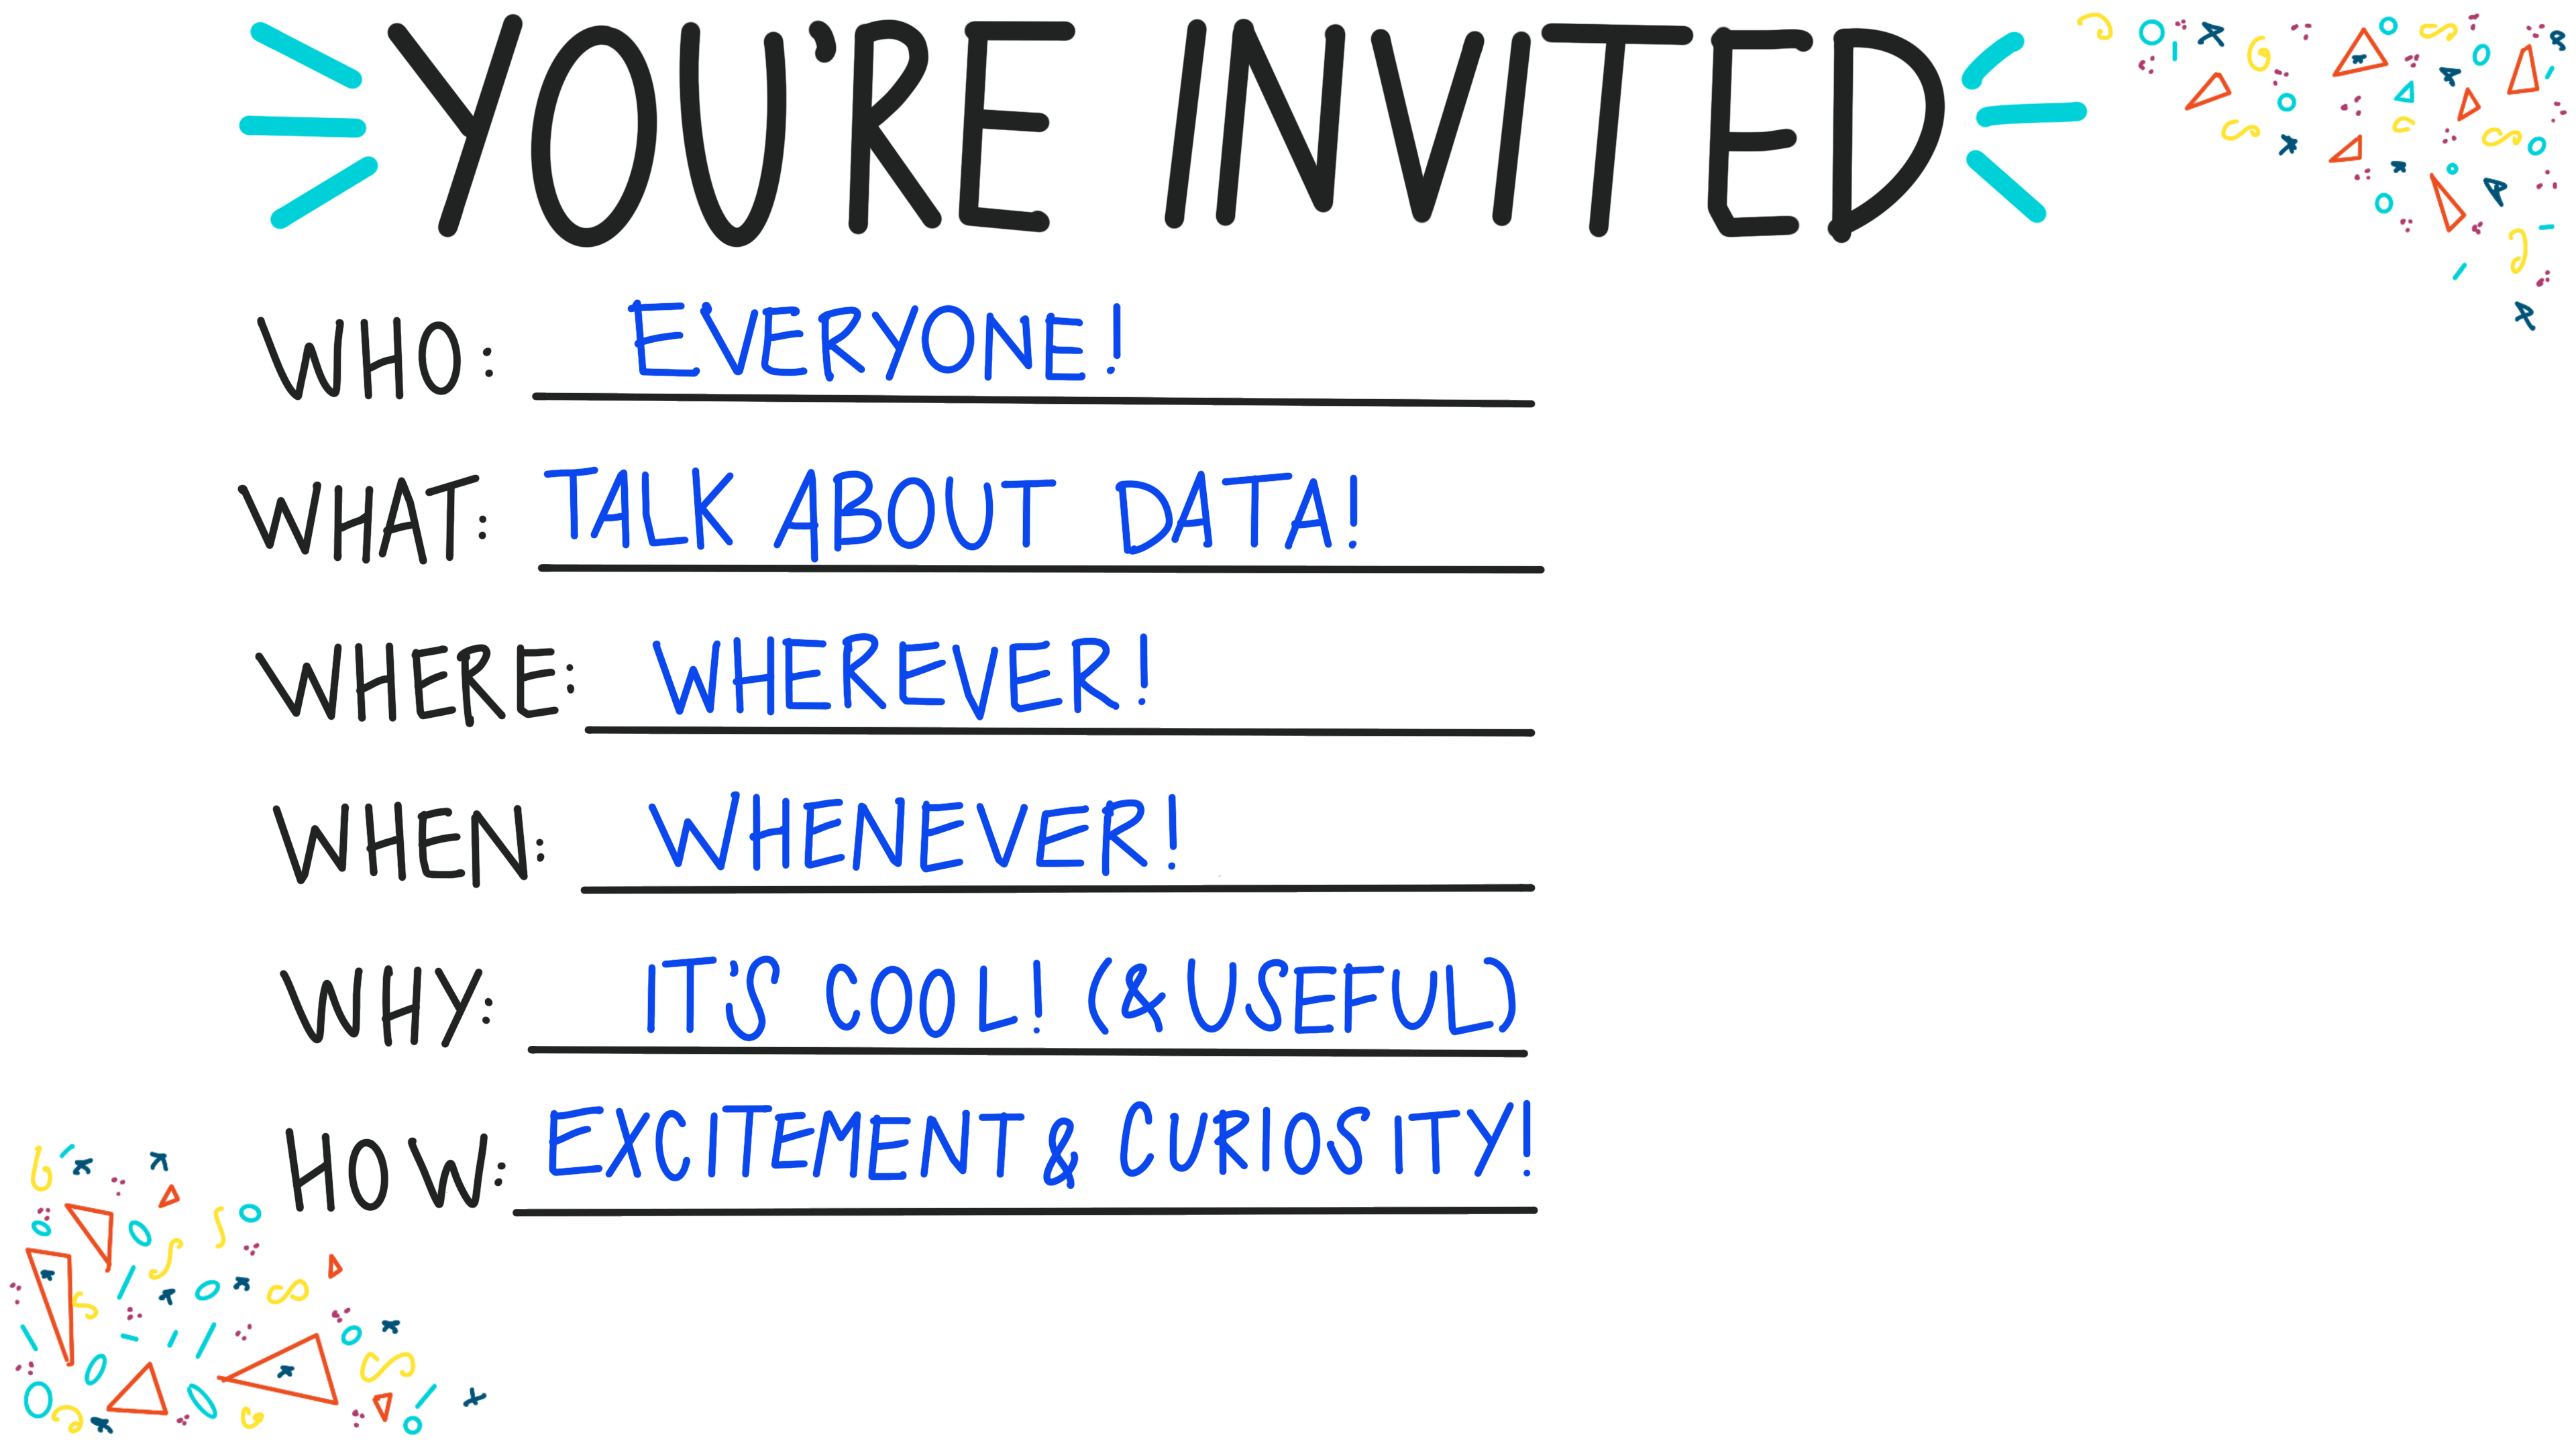 YOU'RE INVITED
WHO: EVERYONE!
WHAT: TALK ABOUT DATA!
WHERE: WHEREVER!
WHEN: WHENEVER!
WHY: IT'S COOL! (& USEFUL)
HOW: EXCITEMENT & CURIOSITY!